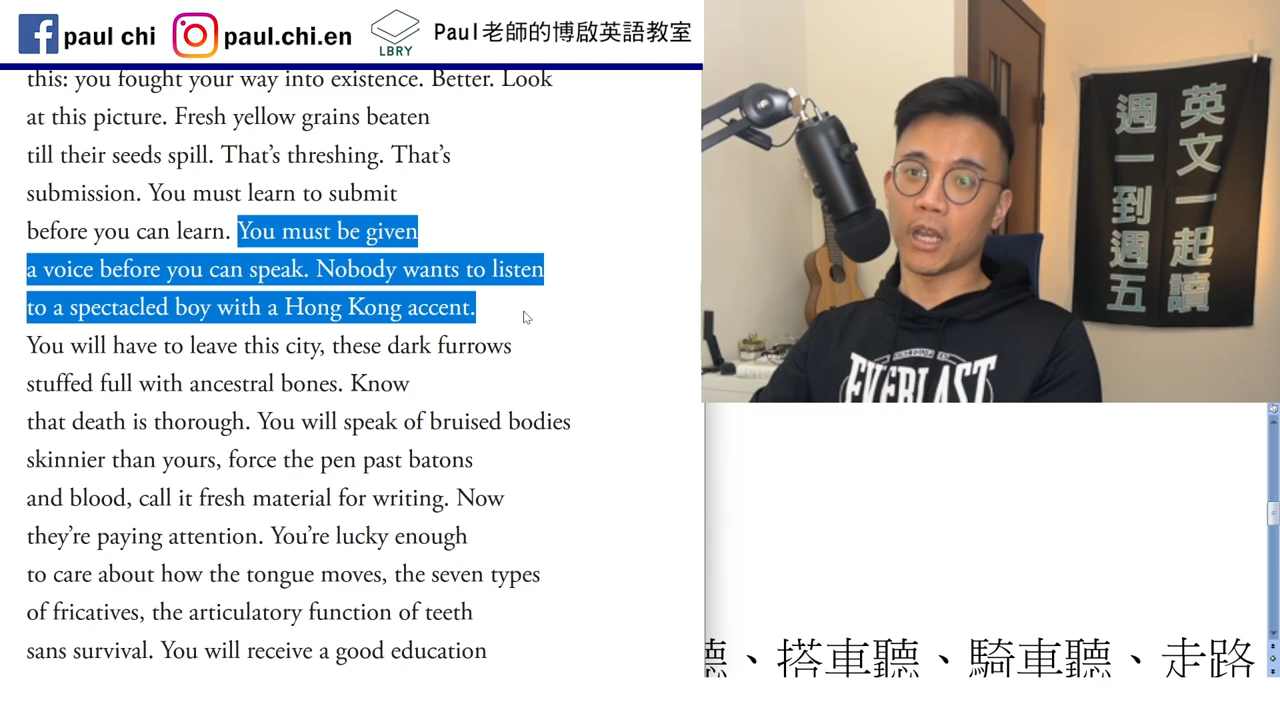 paul chi
paul.chi.en
LBRY
Paul老師的博啟英語教室
this: you fought your way into existence. Better. Look
at this picture. Fresh yellow grains beaten
till their seeds spill. That’s threshing. That’s
submission. You must learn to submit
before you can learn. You must be given
a voice before you can speak. Nobody wants to listen
to a spectacled boy with a Hong Kong accent.
You will have to leave this city, these dark furrows
stuffed full with ancestral bones. Know
that death is thorough. You will speak of bruised bodies
skinnier than yours, force the pen past batons
and blood, call it fresh material for writing. Now
they’re paying attention. You’re lucky enough
to care about how the tongue moves, the seven types
of fricatives, the articulatory function of teeth
sans survival. You will receive a good education
英文一起讀
週一到週五
EVERLAST
聽、搭車聽、騎車聽、走路